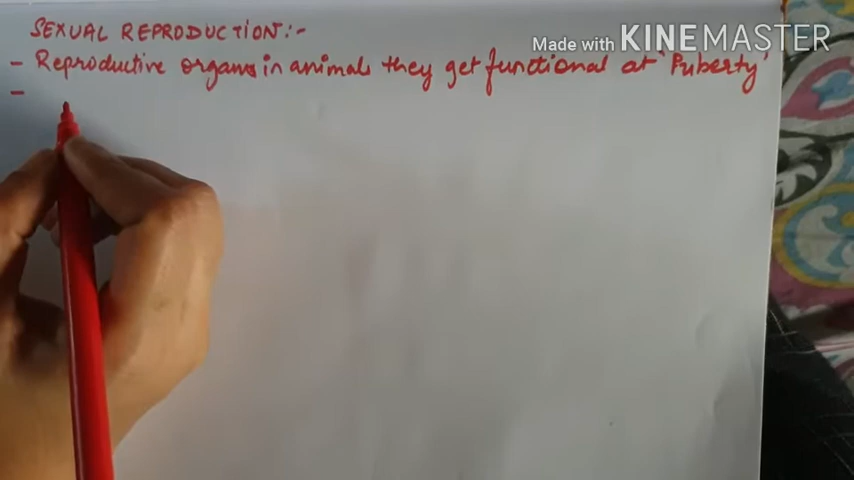 SEXUAL REPRODUCTION:-
Made with KINEMASTER
- Reproductive organs in animals they get functional at 'Puberty'
-